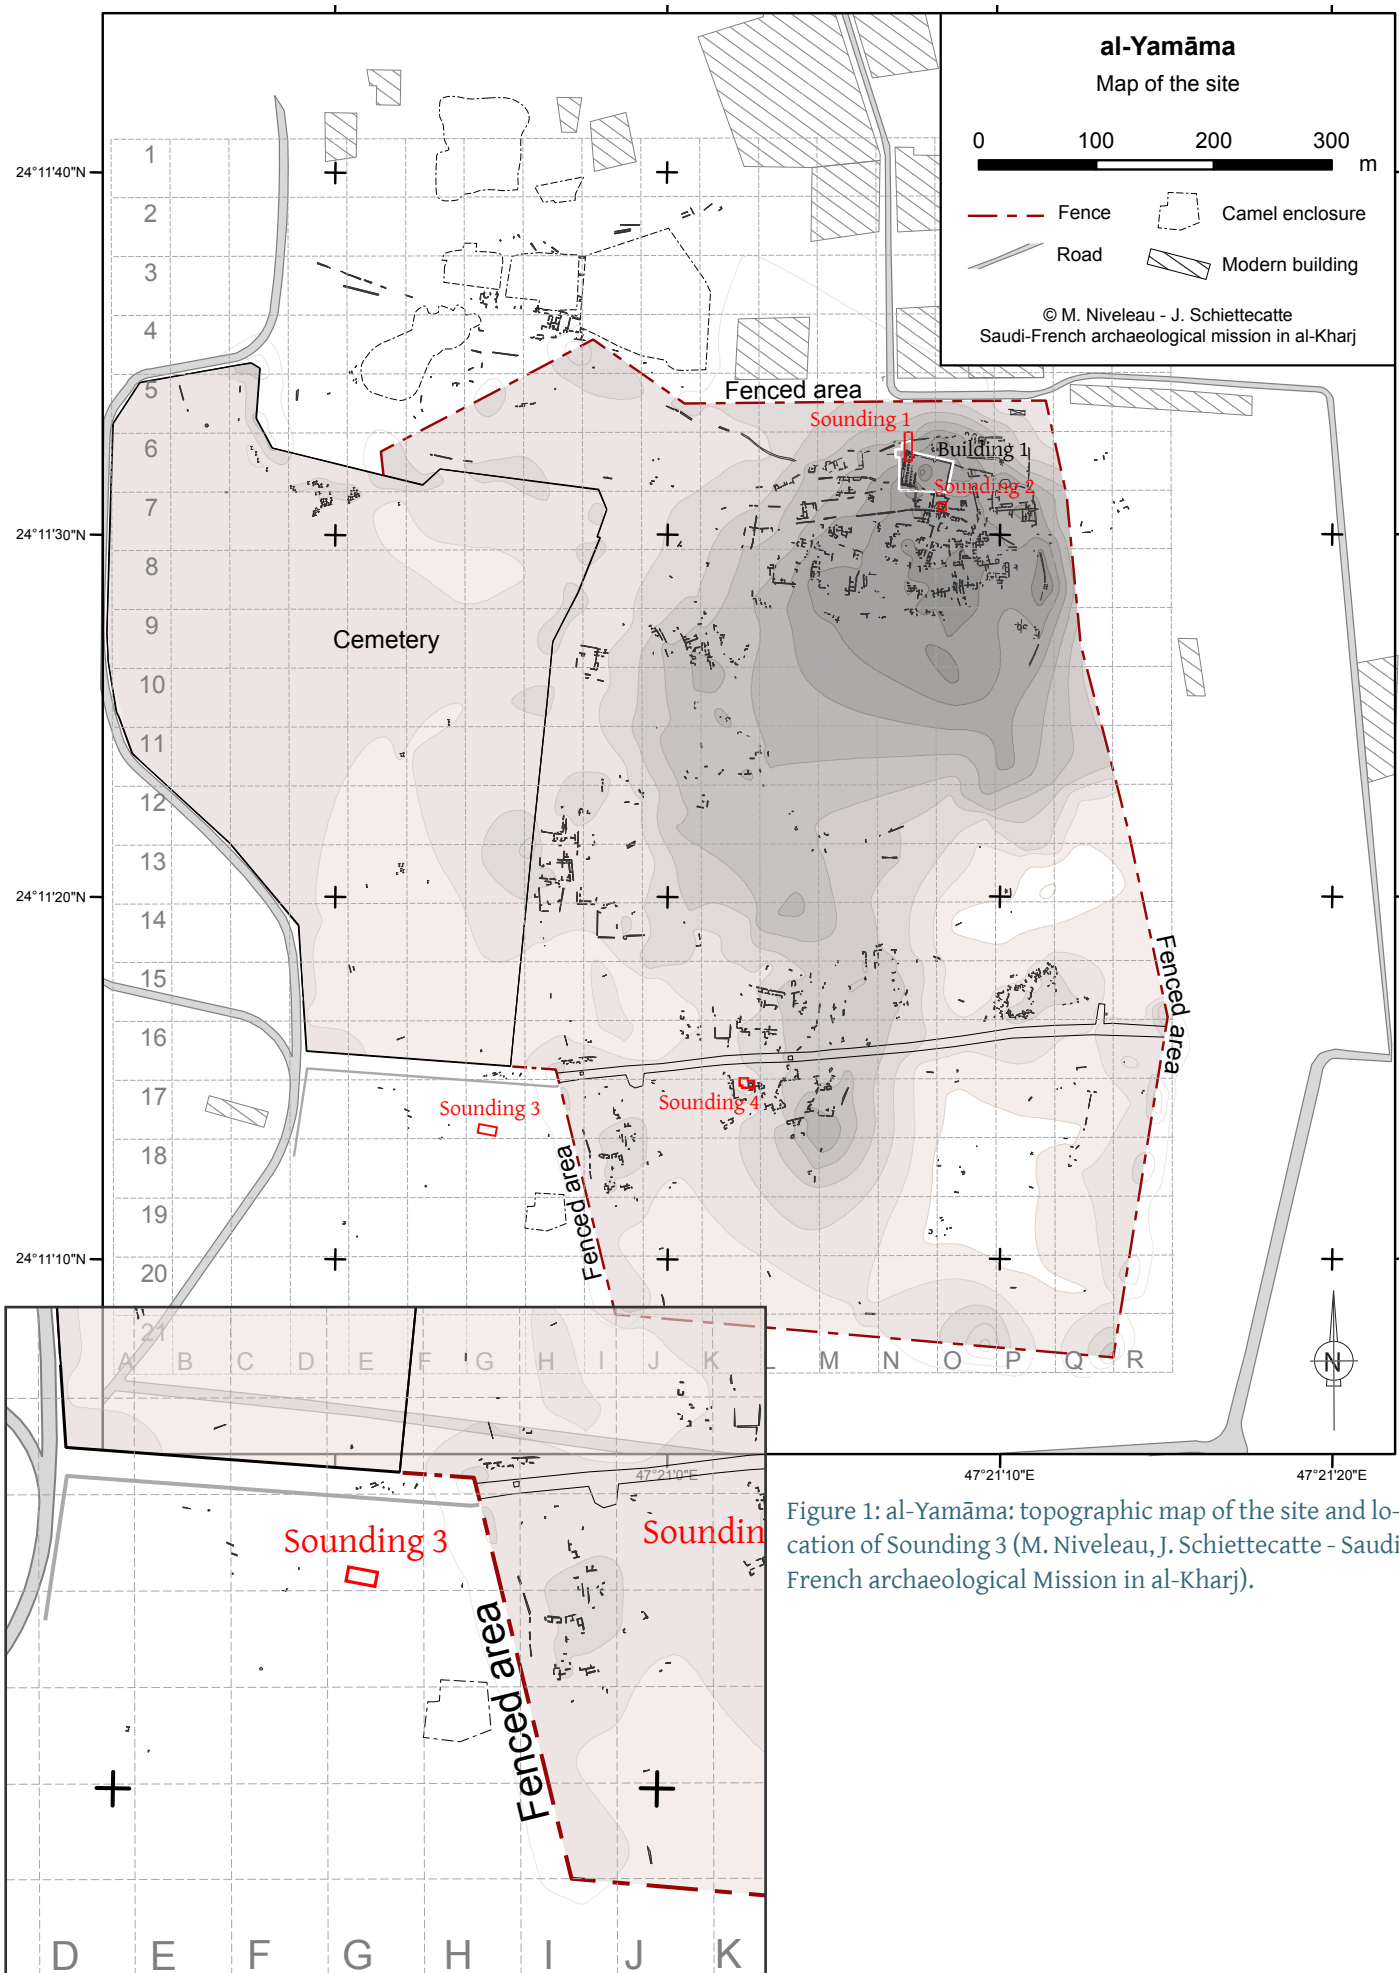 al-Yamāma
Map of the site
0 100 200 300 m
Fence
Camel enclosure
Road
Modern building
© M. Niveleau - J. Schiettecatte
Saudi-French archaeological mission in al-Kharj
24°11'40"N
24°11'30"N
24°11'20"N
24°11'10"N
1
2
3
4
5
6
7
8
9
10
11
12
13
14
15
16
17
18
19
20
21
Fenced area
Sounding 1
Building 1
Sounding 2
Cemetery
Fenced area
Sounding 3
Sounding 4
Fenced area
A B C D E F G H I J K L M N O P Q R
N
47°21'0"E
47°21'10"E
47°21'20"E
Sounding 3
Soundin
Fenced area
D E F G H I J K
Figure 1: al-Yamāma: topographic map of the site and lo-
cation of Sounding 3 (M. Niveleau, J. Schiettecatte - Saudi
French archaeological Mission in al-Kharj).